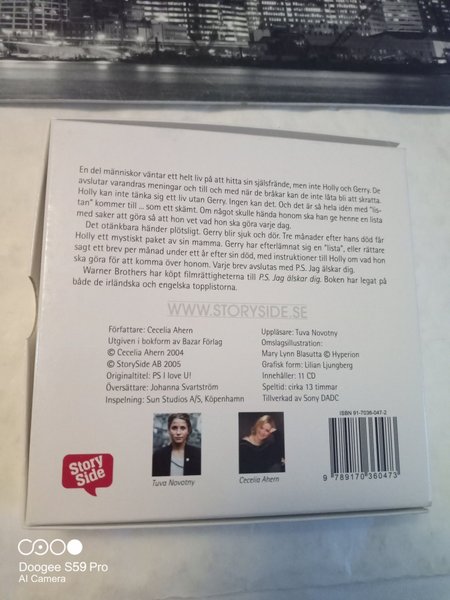 En del människor väntar ett helt liv på att hitta sin själsfrände, men inte Holly och Gerry. De
avslutar varandras meningar och till och med när de bråkar kan de inte låta bli att skratta.
Holly kan inte tänka sig ett liv utan Gerry. Ingen kan det. Och det är så hela idén med "lis-
tan" kommer till ... som ett skämt. Om något skulle hända honom ska han ge henne en lista
med saker att göra så att hon vet vad hon ska göra varje dag.
Det otänkbara händer plötsligt. Gerry blir sjuk och dör. Tre månader efter hans död får
Holly ett mystiskt paket av sin mamma. Gerry har efterlämnat sig en "lista", eller rättare
sagt ett brev per månad under ett år efter sin död, med instruktioner till Holly om vad hon
ska göra för att komma över honom. Varje brev avslutas med P.S. Jag älskar dig.
Warner Brothers har köpt filmrättigheterna till P.S. Jag älskar dig. Boken har legat på
både de irländska och engelska topplistorna.
WWW.STORYSIDE.SE
Författare: Cecelia Ahern
Utgiven i bokform av Bazar Förlag
© Cecelia Ahern 2004
© StorySide AB 2005
Originaltitel: PS I love U!
Översättare: Johanna Svartström
Inspelning: Sun Studios A/S, Köpenhamn
Uppläsare: Tuva Novotny
Omslagsillustration:
Mary Lynn Blasutta © Hyperion
Grafisk form: Lilian Ljungberg
Innehåller: 11 CD
Speltid: cirka 13 timmar
Tillverkad av Sony DADC
ISBN 91-7036-047-2
9 789170 360473
Story
Side
Tuva Novotny
Cecelia Ahern
Doogee S59 Pro
AI Camera